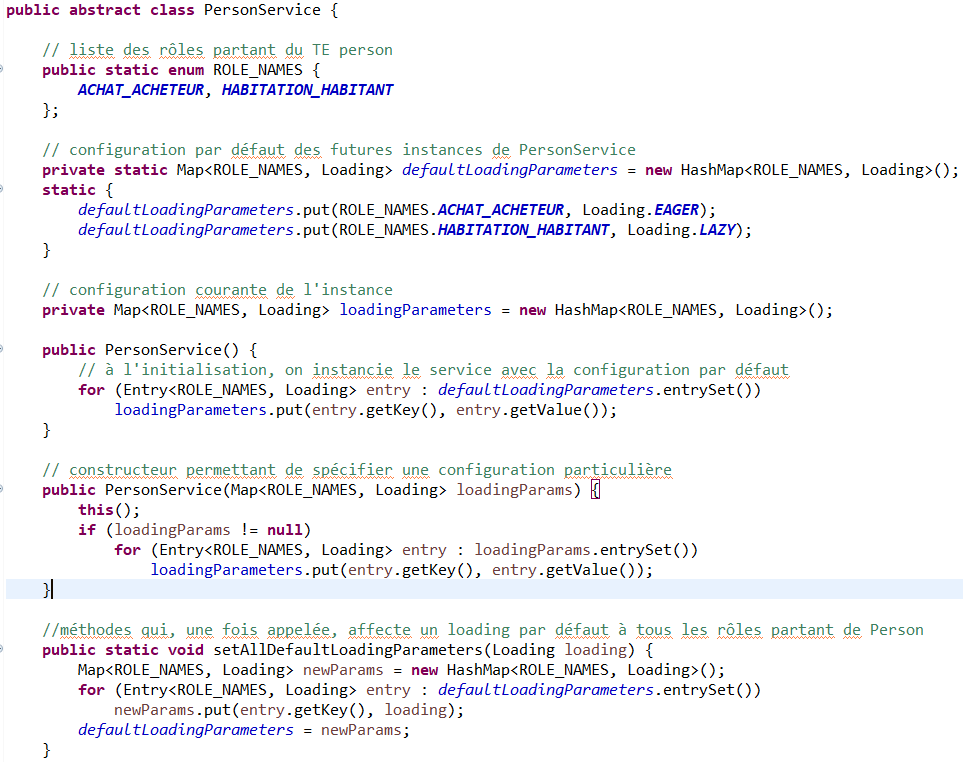 public abstract class PersonService {
// liste des rôles partant du TE person
public static enum ROLE_NAMES {
ACHAT_ACHETEUR, HABITATION_HABITANT
};
// configuration par défaut des futures instances de PersonService
private static Map<ROLE_NAMES, Loading> defaultLoadingParameters = new HashMap<ROLE_NAMES, Loading>();
static {
defaultLoadingParameters.put(ROLE_NAMES.ACHAT_ACHETEUR, Loading.EAGER);
defaultLoadingParameters.put(ROLE_NAMES.HABITATION_HABITANT, Loading.LAZY);
}
// configuration courante de l'instance
private Map<ROLE_NAMES, Loading> loadingParameters = new HashMap<ROLE_NAMES, Loading>();
public PersonService() {
// à l'initialisation, on instancie le service avec la configuration par défaut
for (Entry<ROLE_NAMES, Loading> entry : defaultLoadingParameters.entrySet())
loadingParameters.put(entry.getKey(), entry.getValue());
}
// constructeur permettant de spécifier une configuration particulière
public PersonService(Map<ROLE_NAMES, Loading> loadingParams) {
this();
if (loadingParams != null)
for (Entry<ROLE_NAMES, Loading> entry : loadingParams.entrySet())
loadingParameters.put(entry.getKey(), entry.getValue());
}
//méthodes qui, une fois appelée, affecte un loading par défaut à tous les rôles partant de Person
public static void setAllDefaultLoadingParameters(Loading loading) {
Map<ROLE_NAMES, Loading> newParams = new HashMap<ROLE_NAMES, Loading>();
for (Entry<ROLE_NAMES, Loading> entry : defaultLoadingParameters.entrySet())
newParams.put(entry.getKey(), loading);
defaultLoadingParameters = newParams;
}